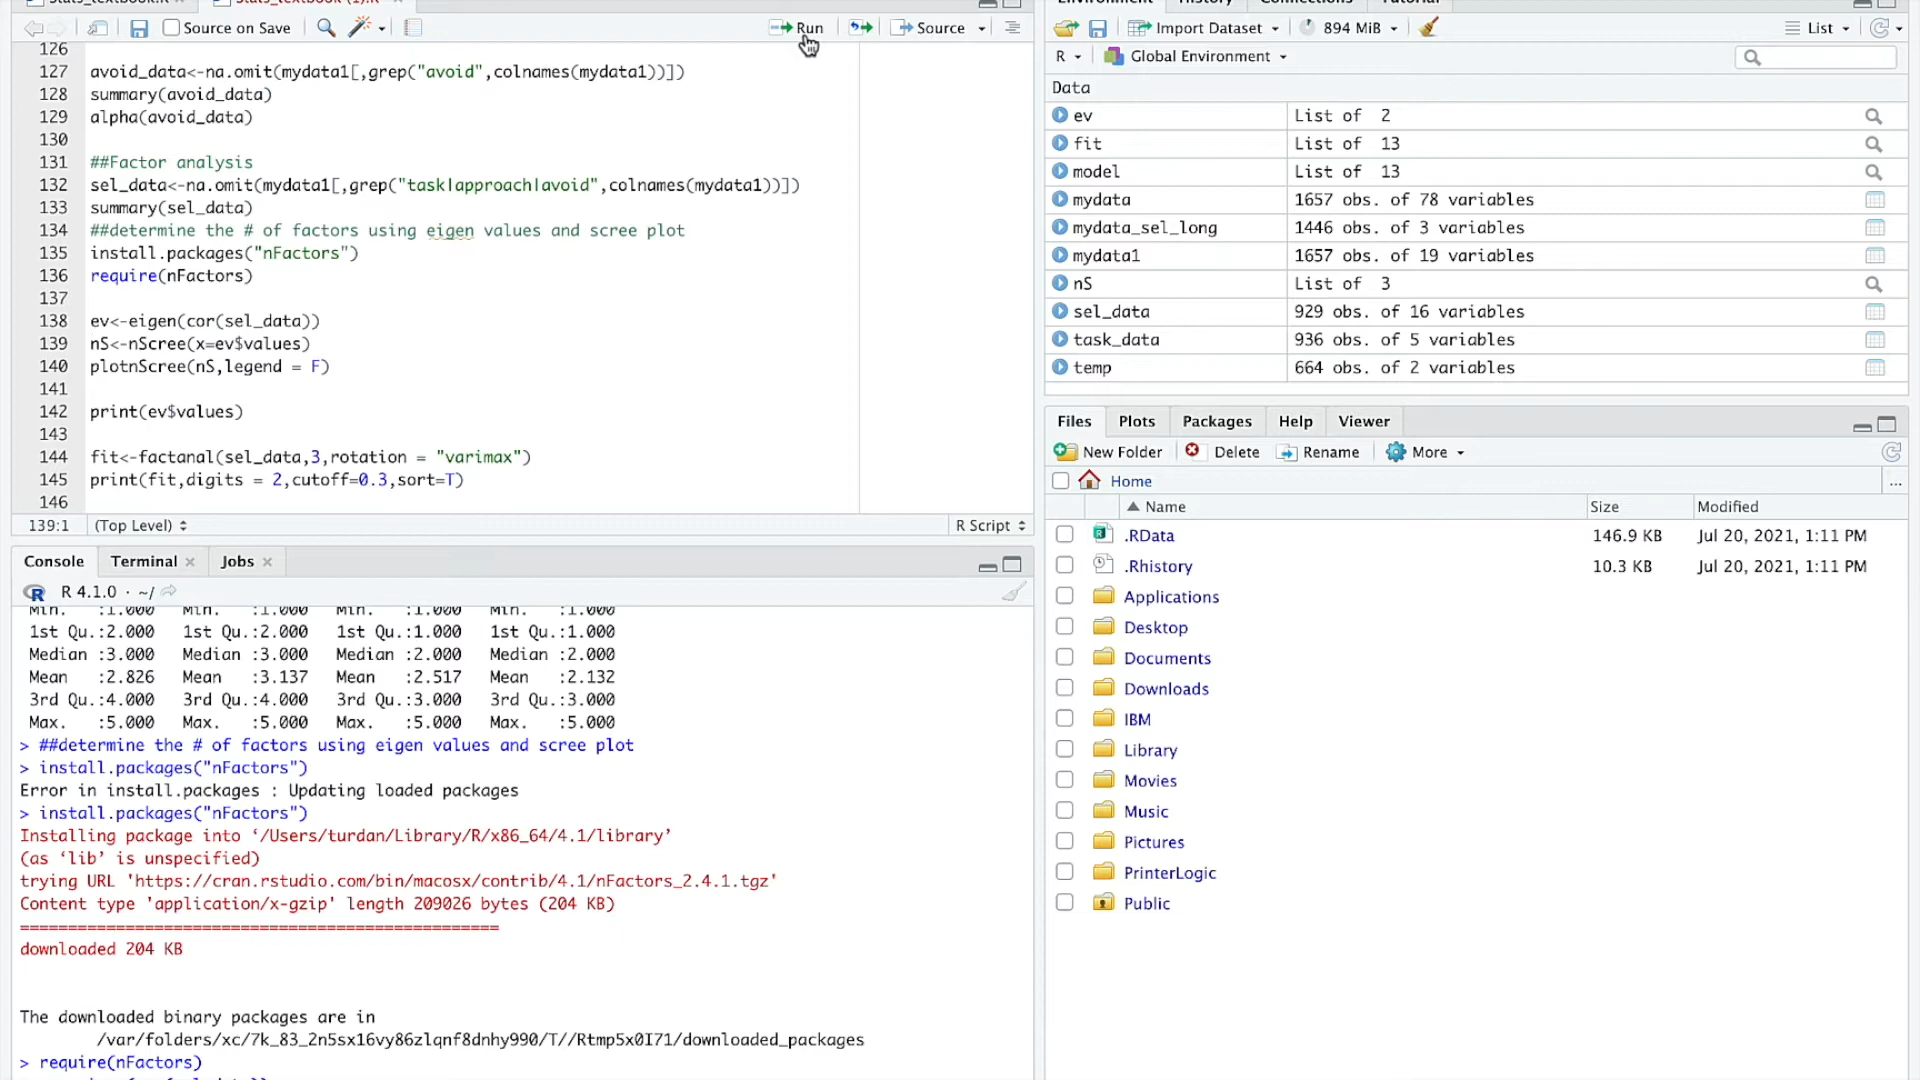 Source on Save
Run
Source
126
127 avoid_data<-na.omit(mydata1[,grep("avoid",colnames(mydata1))])
128 summary(avoid_data)
129 alpha(avoid_data)
130
131 ##Factor analysis
132 sel_data<-na.omit(mydata1[,grep("task|approach|avoid",colnames(mydata1))])
133 summary(sel_data)
134 ##determine the # of factors using eigen values and scree plot
135 install.packages("nFactors")
136 require(nFactors)
137
138 ev<-eigen(cor(sel_data))
139 nS<-nScree(x=ev$values)
140 plotnScree(nS,legend = F)
141
142 print(ev$values)
143
144 fit<-factanal(sel_data,3,rotation = "varimax")
145 print(fit,digits = 2,cutoff=0.3,sort=T)
146
139:1 (Top Level) R Script
Console Terminal Jobs
R 4.1.0 · ~/
Min. :1.000 Min. :1.000 Min. :1.000 Min. :1.000
1st Qu.:2.000 1st Qu.:2.000 1st Qu.:1.000 1st Qu.:1.000
Median :3.000 Median :3.000 Median :2.000 Median :2.000
Mean :2.826 Mean :3.137 Mean :2.517 Mean :2.132
3rd Qu.:4.000 3rd Qu.:4.000 3rd Qu.:3.000 3rd Qu.:3.000
Max. :5.000 Max. :5.000 Max. :5.000 Max. :5.000
> ##determine the # of factors using eigen values and scree plot
> install.packages("nFactors")
Error in install.packages : Updating loaded packages
> install.packages("nFactors")
Installing package into ‘/Users/turdan/Library/R/x86_64/4.1/library’
(as ‘lib’ is unspecified)
trying URL 'https://cran.rstudio.com/bin/macosx/contrib/4.1/nFactors_2.4.1.tgz'
Content type 'application/x-gzip' length 209026 bytes (204 KB)
==================================================
downloaded 204 KB
The downloaded binary packages are in
/var/folders/xc/7k_83_2n5sx16vy86zlqnf8dnhy990/T//Rtmp5x0I71/downloaded_packages
> require(nFactors)
Environment History Connections Tutorial
Import Dataset 894 MiB List
R Global Environment
Data
ev List of 2
fit List of 13
model List of 13
mydata 1657 obs. of 78 variables
mydata_sel_long 1446 obs. of 3 variables
mydata1 1657 obs. of 19 variables
nS List of 3
sel_data 929 obs. of 16 variables
task_data 936 obs. of 5 variables
temp 664 obs. of 2 variables
Files Plots Packages Help Viewer
New Folder Delete Rename More
Home ...
Name Size Modified
.RData 146.9 KB Jul 20, 2021, 1:11 PM
.Rhistory 10.3 KB Jul 20, 2021, 1:11 PM
Applications
Desktop
Documents
Downloads
IBM
Library
Movies
Music
Pictures
PrinterLogic
Public